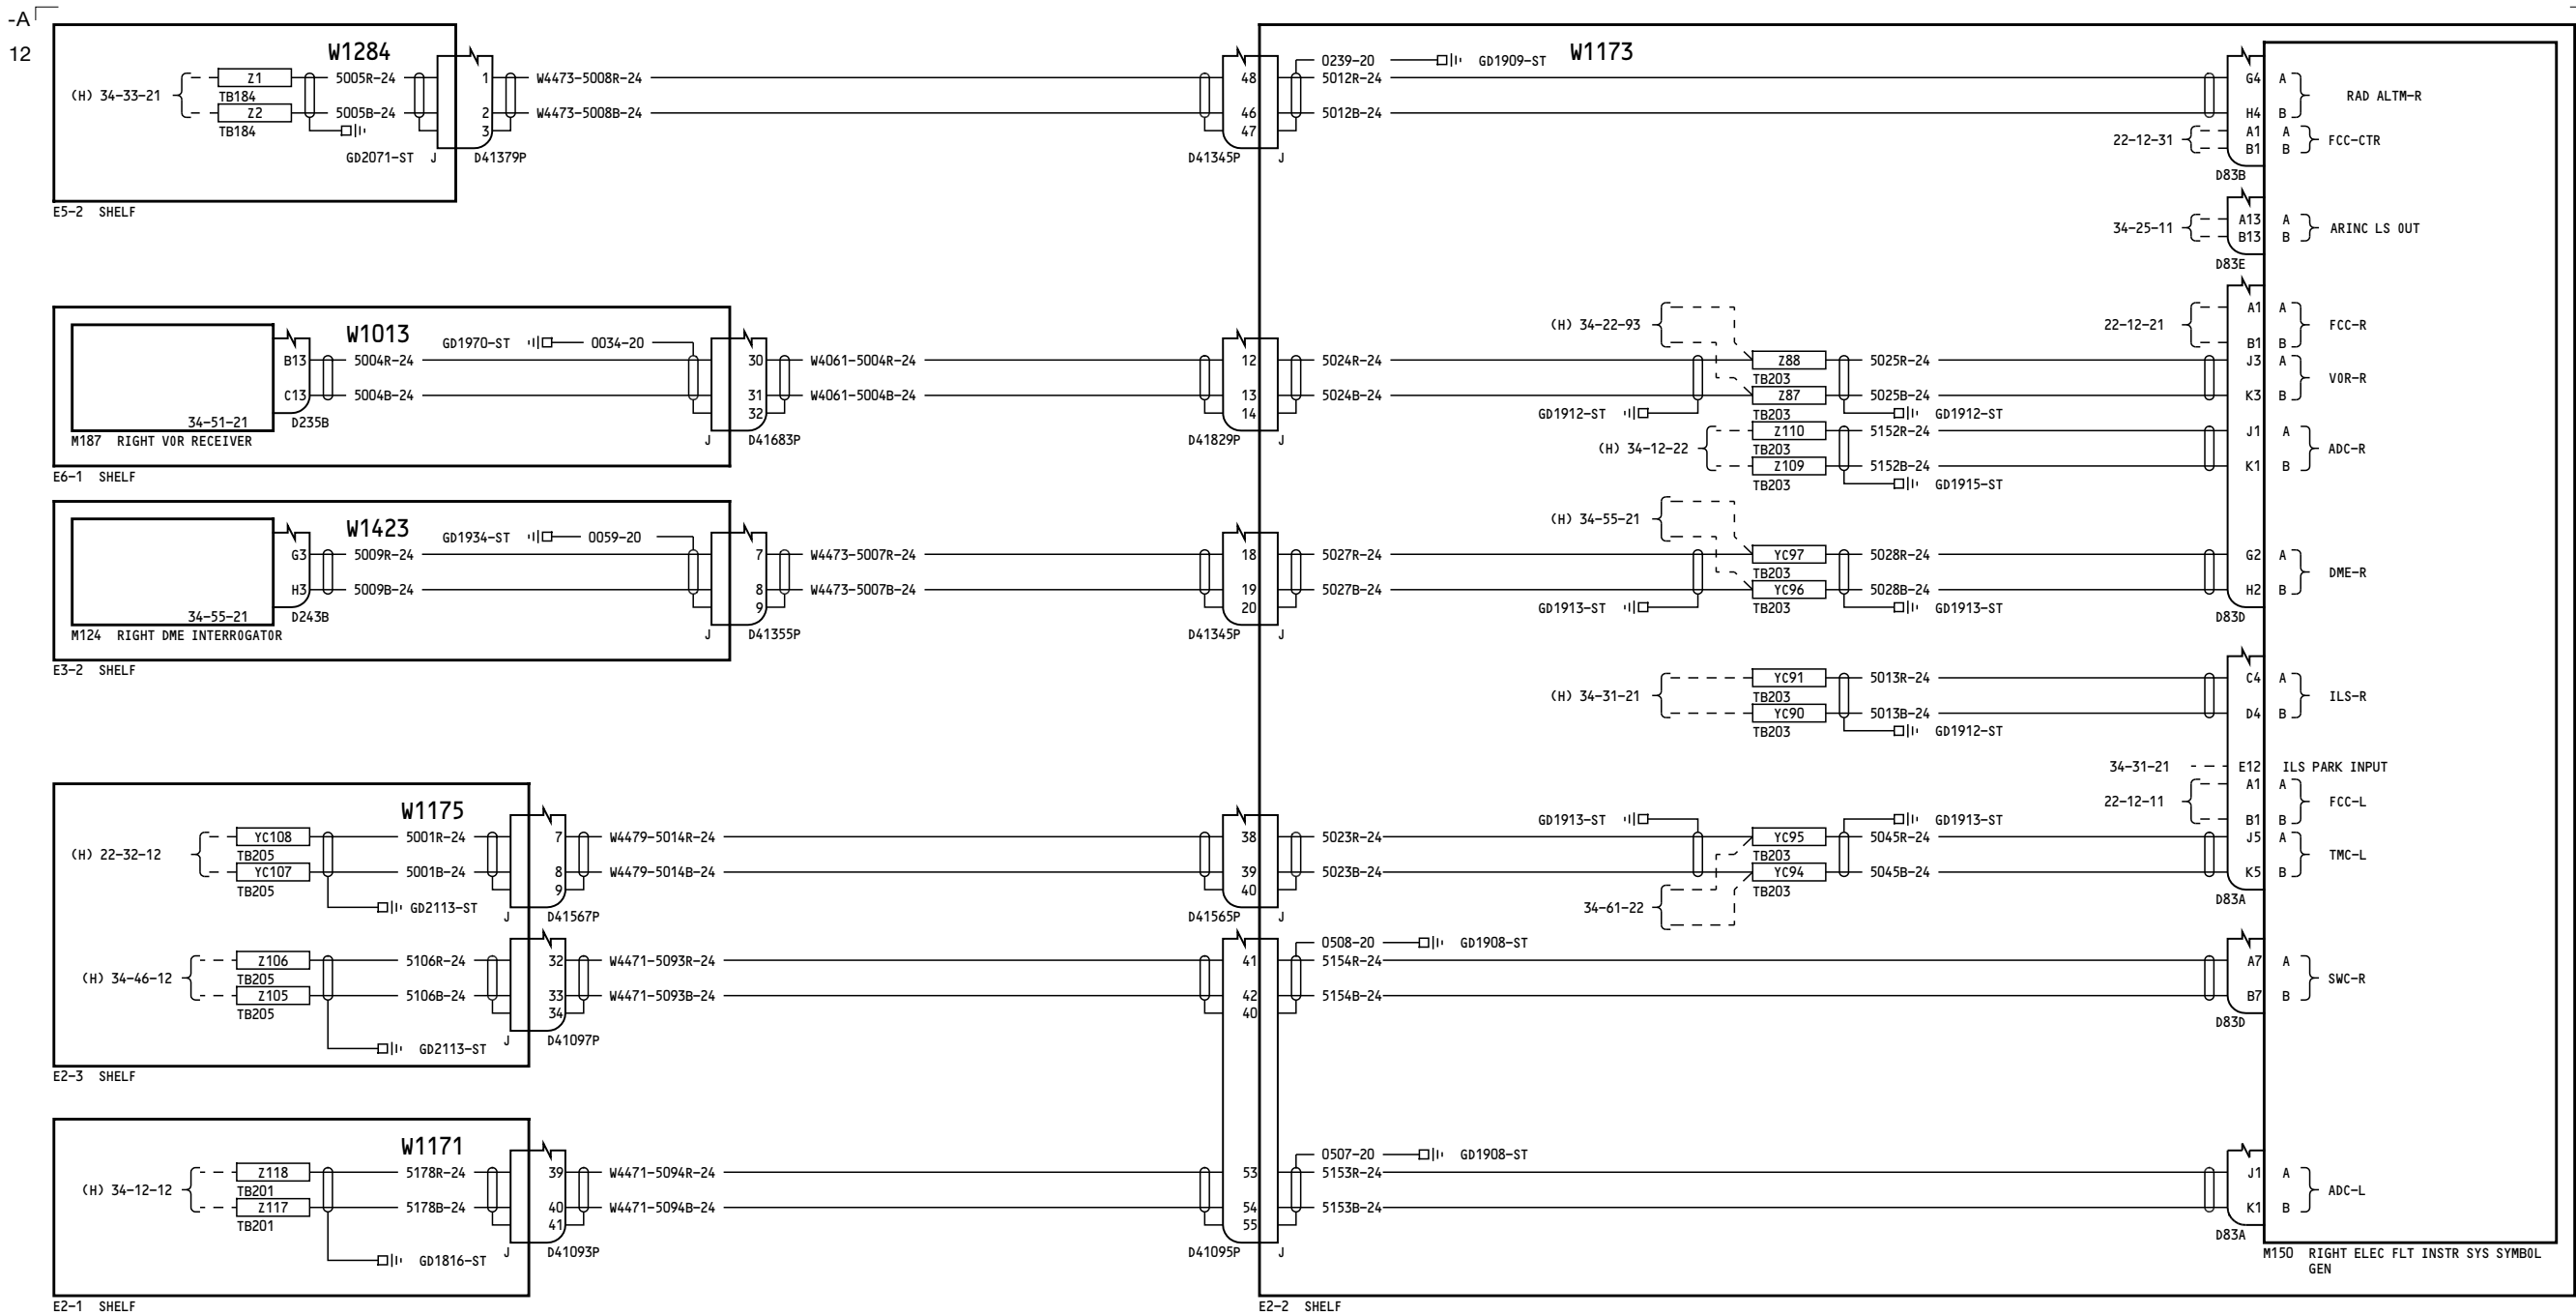 -A
12
W1284
(H) 34-33-21
Z1
TB184
Z2
TB184
5005R-24
5005B-24
GD2071-ST
J
1
2
3
D41379P
W4473-5008R-24
W4473-5008B-24
E5-2 SHELF
48
46
47
D41345P
J
0239-20
GD1909-ST
W1173
5012R-24
5012B-24
G4 A
H4 B
RAD ALTM-R
22-12-31
A1 A
B1 B
FCC-CTR
D83B
34-25-11
A13 A
B13 B
ARINC LS OUT
D83E
W1013
GD1970-ST
0034-20
B13
C13
5004R-24
5004B-24
34-51-21
D235B
M187 RIGHT VOR RECEIVER
E6-1 SHELF
30
31
32
J
D41683P
W4061-5004R-24
W4061-5004B-24
12
13
14
D41829P
J
5024R-24
5024B-24
(H) 34-22-93
Z88
TB203
Z87
TB203
GD1912-ST
5025R-24
5025B-24
GD1912-ST
22-12-21
A1 A
B1 B
FCC-R
J3 A
K3 B
VOR-R
(H) 34-12-22
Z110
TB203
Z109
TB203
5152R-24
5152B-24
GD1915-ST
J1 A
K1 B
ADC-R
W1423
GD1934-ST
0059-20
G3
H3
5009R-24
5009B-24
34-55-21
D243B
M124 RIGHT DME INTERROGATOR
E3-2 SHELF
7
8
9
J
D41355P
W4473-5007R-24
W4473-5007B-24
18
19
20
D41345P
J
5027R-24
5027B-24
(H) 34-55-21
YC97
TB203
YC96
TB203
GD1913-ST
5028R-24
5028B-24
GD1913-ST
G2 A
H2 B
DME-R
D83D
(H) 34-31-21
YC91
TB203
YC90
TB203
5013R-24
5013B-24
GD1912-ST
C4 A
D4 B
ILS-R
34-31-21
E12 ILS PARK INPUT
22-12-11
A1 A
B1 B
FCC-L
W1175
(H) 22-32-12
YC108
TB205
YC107
TB205
5001R-24
5001B-24
GD2113-ST
7
8
9
J
D41567P
W4479-5014R-24
W4479-5014B-24
38
39
40
D41565P
J
5023R-24
5023B-24
GD1913-ST
YC95
TB203
YC94
TB203
34-61-22
GD1913-ST
5045R-24
5045B-24
J5 A
K5 B
TMC-L
D83A
(H) 34-46-12
Z106
TB205
Z105
TB205
5106R-24
5106B-24
GD2113-ST
32
33
34
J
D41097P
W4471-5093R-24
W4471-5093B-24
E2-3 SHELF
41
42
40
0508-20
GD1908-ST
5154R-24
5154B-24
A7 A
B7 B
SWC-R
D83D
W1171
(H) 34-12-12
Z118
TB201
Z117
TB201
5178R-24
5178B-24
GD1816-ST
39
40
41
J
D41093P
W4471-5094R-24
W4471-5094B-24
E2-1 SHELF
53
54
55
D41095P
J
0507-20
GD1908-ST
5153R-24
5153B-24
J1 A
K1 B
ADC-L
D83A
M150 RIGHT ELEC FLT INSTR SYS SYMBOL
GEN
E2-2 SHELF